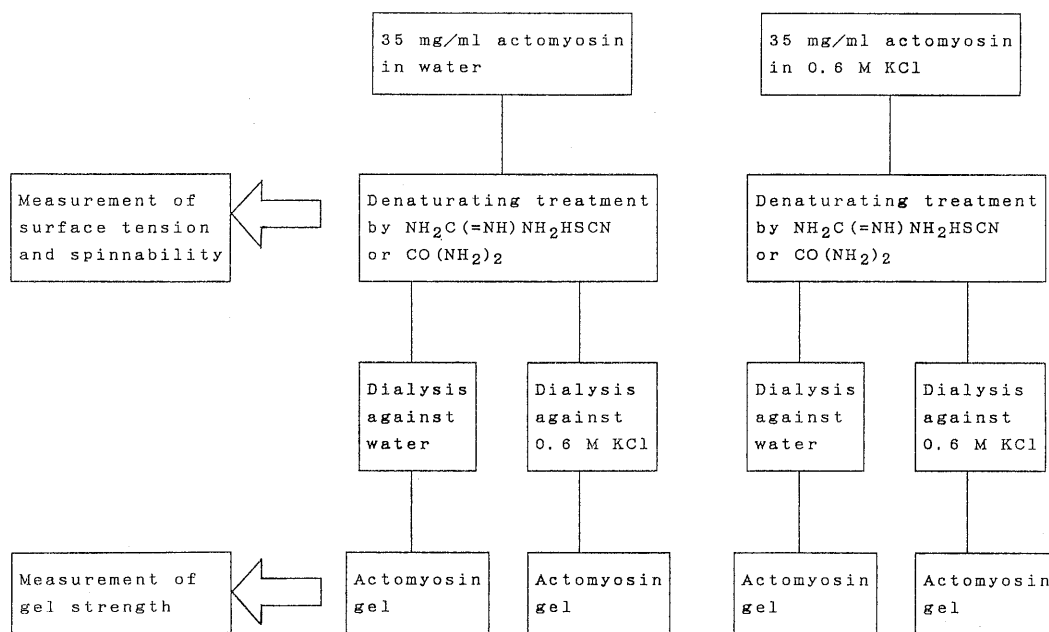 35 mg/ml actomyosin
in water
35 mg/ml actomyosin
in 0.6 M KCl
Measurement of
surface tension
and spinnability
Denaturating treatment
by NH2C(=NH)NH2HSCN
or CO(NH2)2
Denaturating treatment
by NH2C(=NH)NH2HSCN
or CO(NH2)2
Dialysis
against
water
Dialysis
against
0.6 M KCl
Dialysis
against
water
Dialysis
against
0.6 M KCl
Measurement of
gel strength
Actomyosin
gel
Actomyosin
gel
Actomyosin
gel
Actomyosin
gel